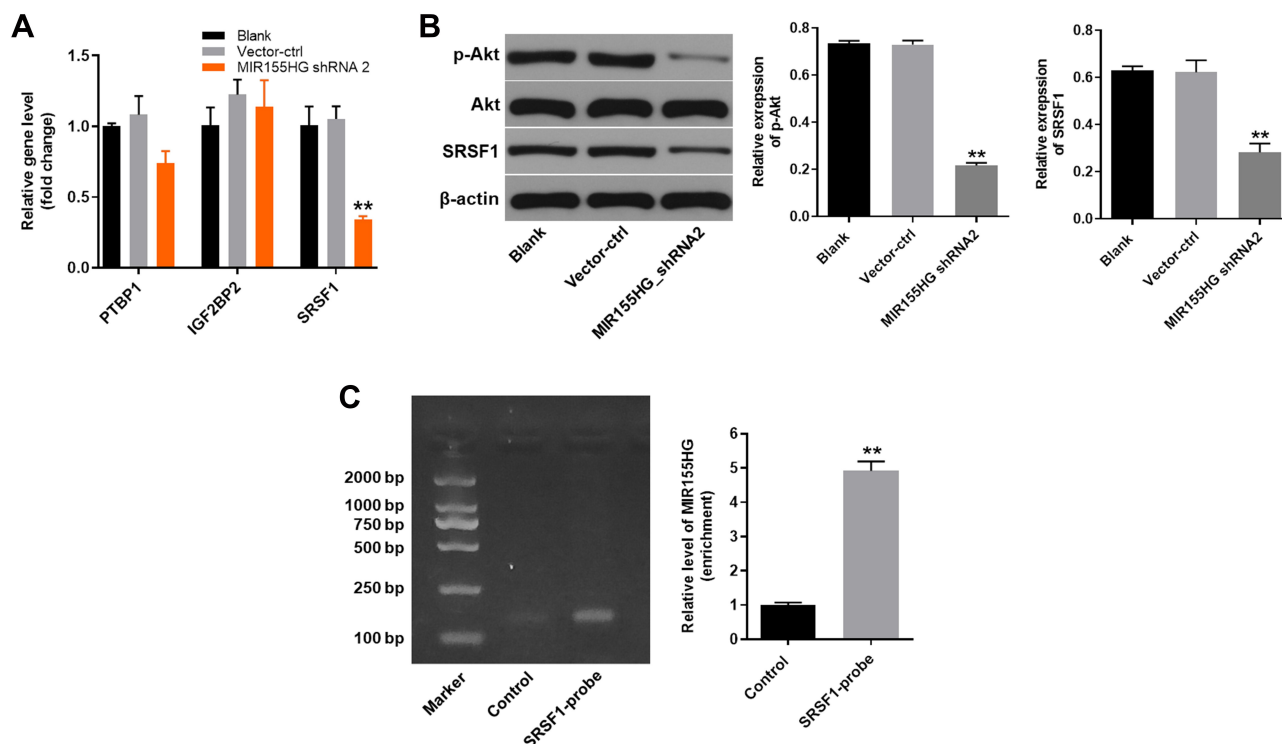 A
Blank
Vector-ctrl
MIR155HG shRNA 2
Relative gene level
(fold change)
1.5
1.0
0.5
0.0
**
PTBP1
IGF2BP2
SRSF1
B
p-Akt
Akt
SRSF1
β-actin
Blank
Vector-ctrl
MIR155HG_shRNA2
Relative exrepssion
of p-Akt
0.8
0.6
0.4
0.2
0.0
**
Blank
Vector-ctrl
MIR155HG shRNA2
Relative exrepssion
of SRSF1
0.8
0.6
0.4
0.2
0.0
**
Blank
Vector-ctrl
MIR155HG shRNA2
C
2000 bp
1000 bp
750 bp
500 bp
250 bp
100 bp
Marker
Control
SRSF1-probe
Relative level of MIR155HG
(enrichment)
6
5
4
3
2
1
0
**
Control
SRSF1-probe